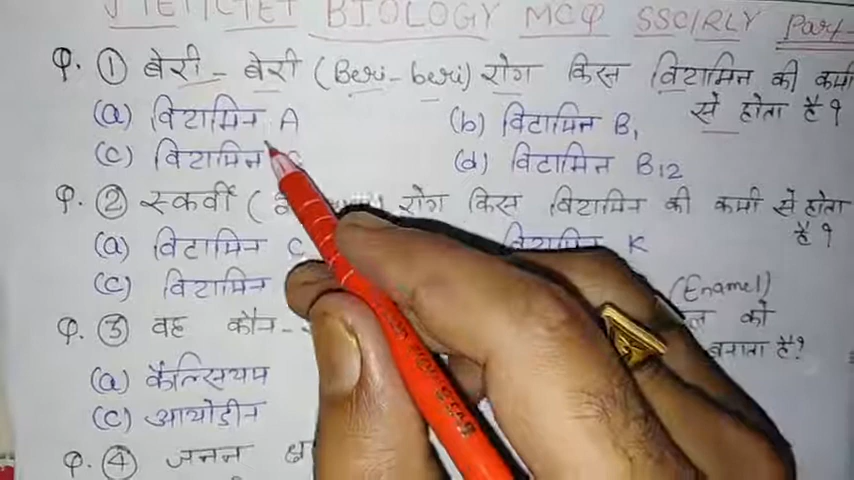 BIOLOGY MCQ SSC/RLY Part-
Q. ① बेरी - बेरी (Beri-beri) रोग किस विटामिन की कमी
से होता है ?
(a) विटामिन A (b) विटामिन B₁
(c) विटामिन (d) विटामिन B₁₂
Q. ② स्कर्वी ( रोग किस विटामिन की कमी से होता
है ?
(a) विटामिन C विटामिन K
(c) विटामिन
(Enamel)
Q. ③ वह कौन- को
बनाता है?
(a) कैल्सियम
(c) आयोडीन
Q. ④ जनन